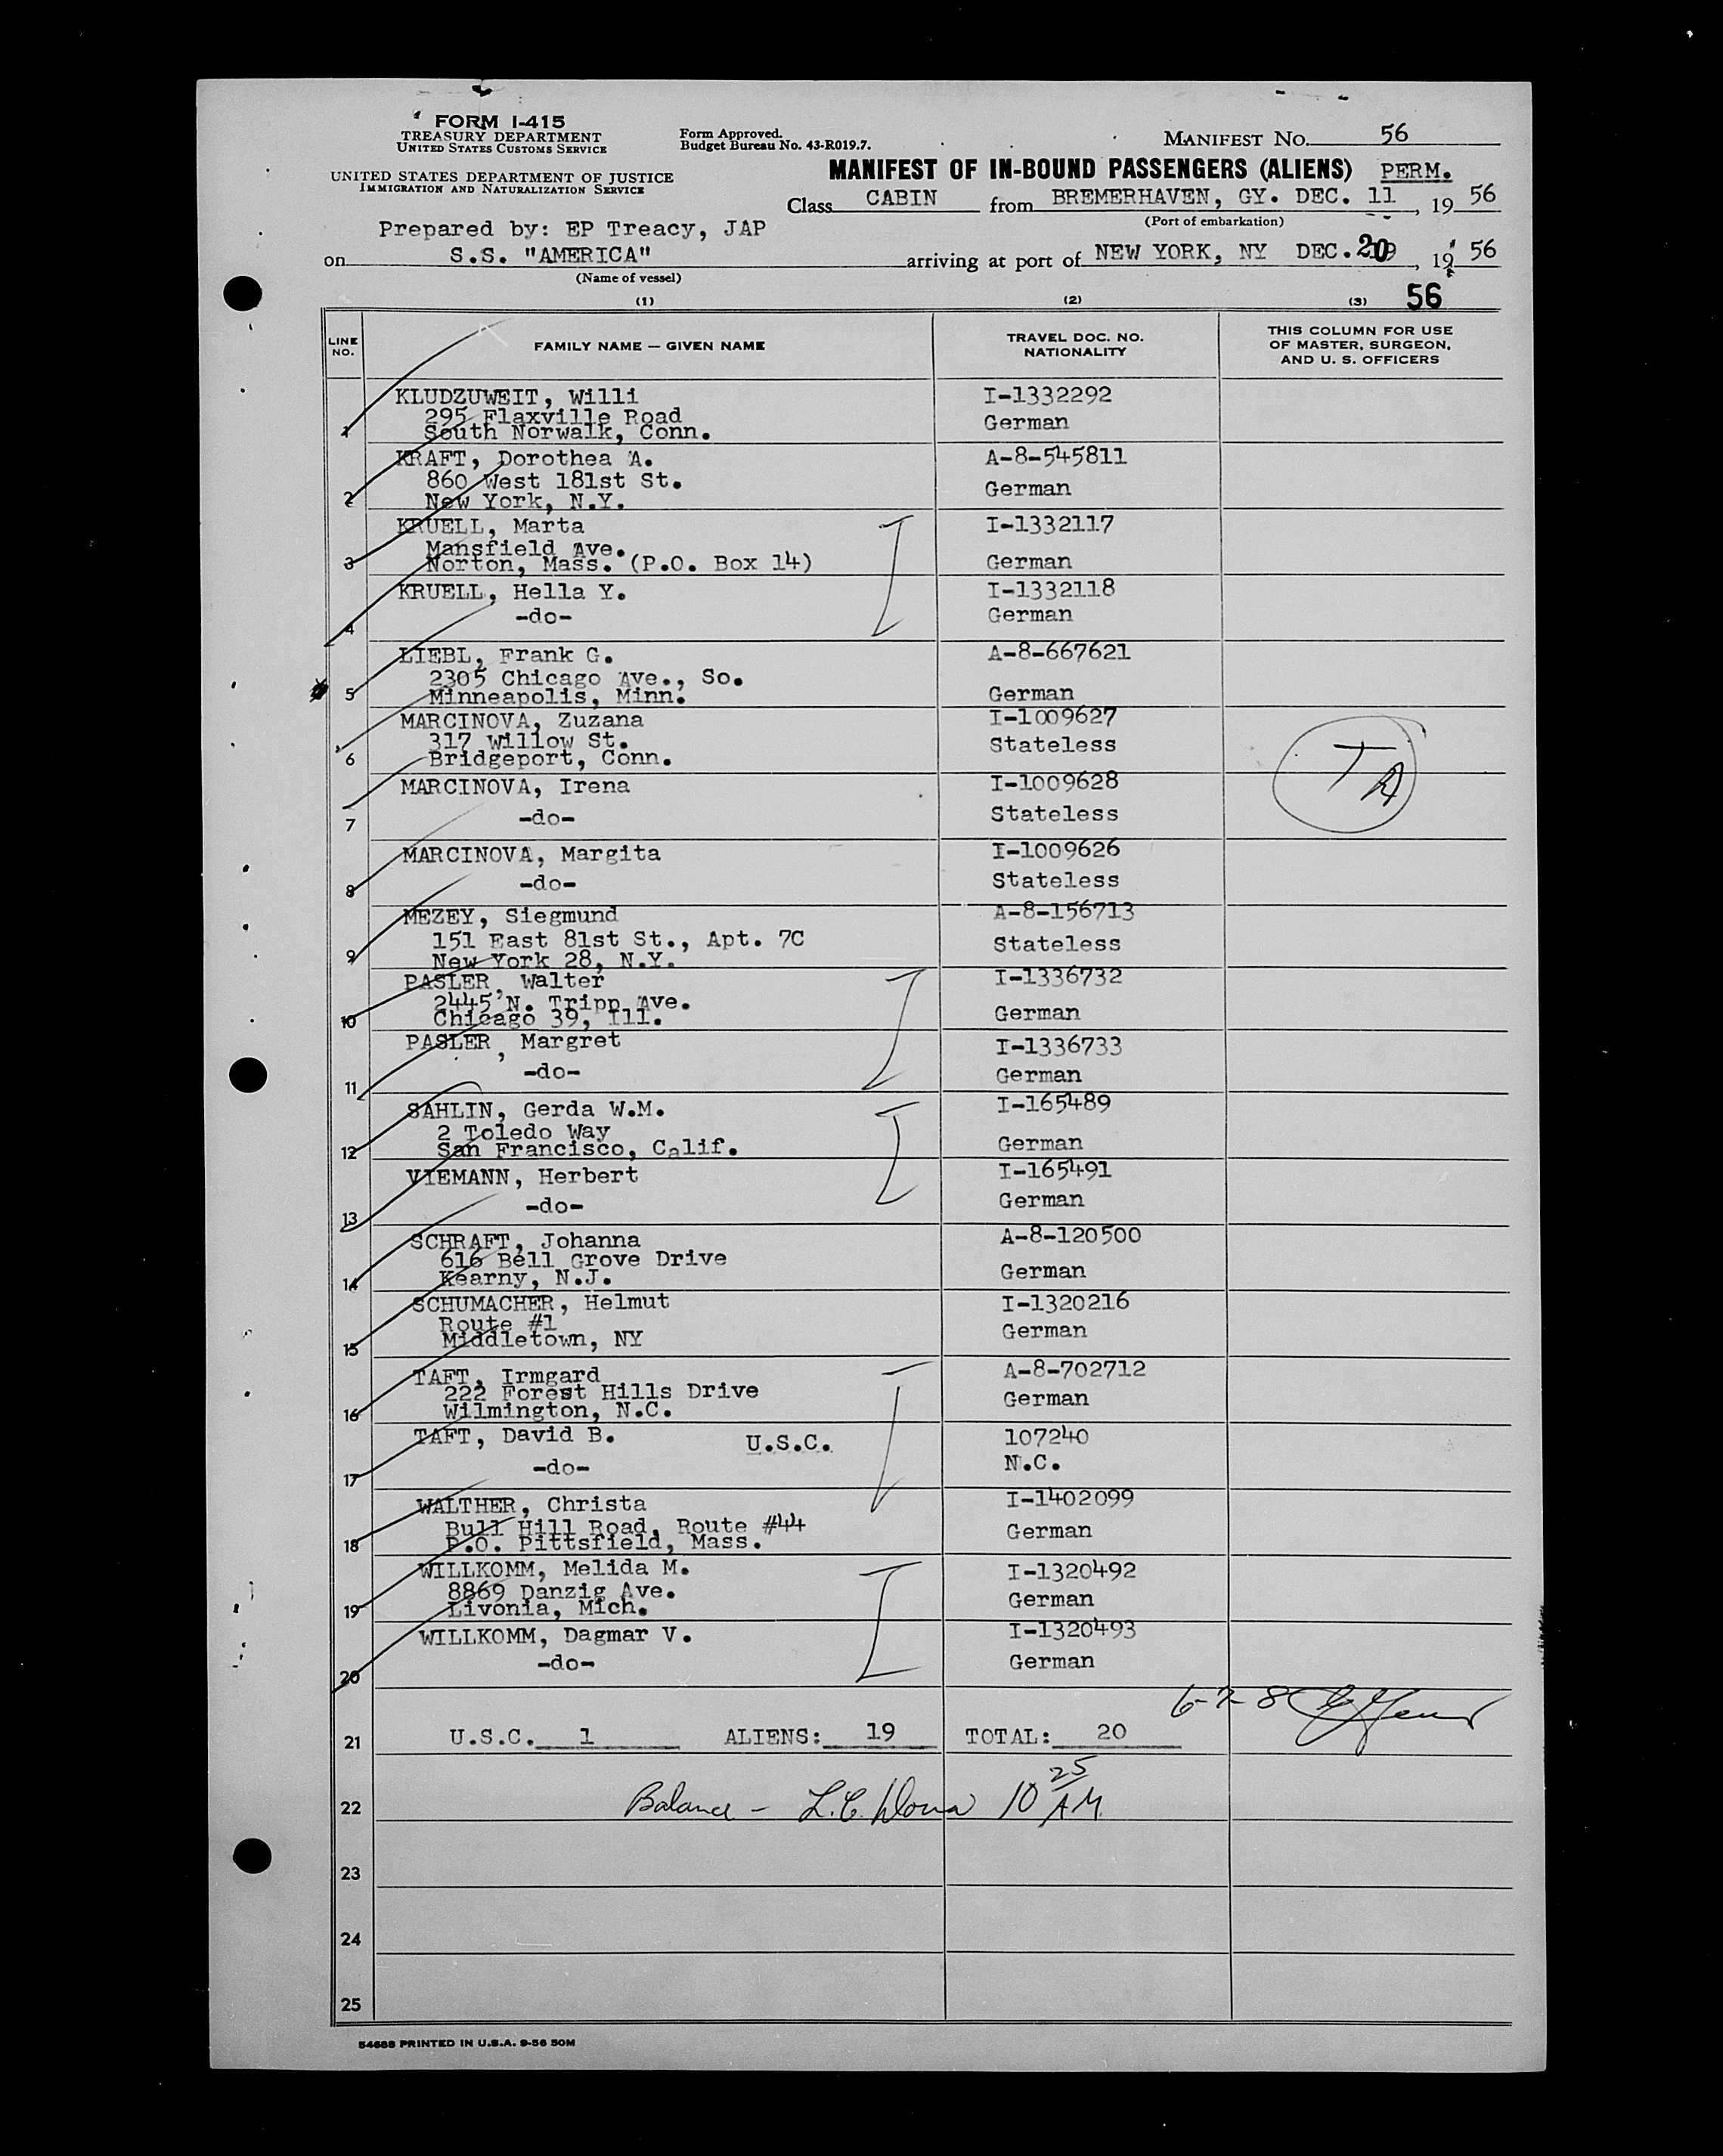 FORM I-415
TREASURY DEPARTMENT
UNITED STATES CUSTOMS SERVICE
UNITED STATES DEPARTMENT OF JUSTICE
IMMIGRATION AND NATURALIZATION SERVICE
Form Approved.
Budget Bureau No. 43-R019.7.
MANIFEST No. 56
MANIFEST OF IN-BOUND PASSENGERS (ALIENS) PERM.
Class CABIN from BREMERHAVEN, GY. DEC. 11, 19 56
(Port of embarkation)
Prepared by: EP Treacy, JAP
on S.S. "AMERICA" arriving at port of NEW YORK, NY DEC. 20, 19 56
(Name of vessel)
(1) (2) (3) 56
LINE NO. FAMILY NAME — GIVEN NAME TRAVEL DOC. NO. NATIONALITY THIS COLUMN FOR USE OF MASTER, SURGEON, AND U. S. OFFICERS
1 KLUDZUWEIT, Willi I-1332292
295 Flaxville Road German
South Norwalk, Conn.
2 KRAFT, Dorothea A. A-8-545811
860 West 181st St. German
New York, N.Y.
3 KRUELL, Marta I-1332117
Mansfield Ave.
Norton, Mass. (P.O. Box 14) German
4 KRUELL, Hella Y. I-1332118
-do- German
5 LIEBL, Frank G. A-8-667621
2305 Chicago Ave., So.
Minneapolis, Minn. German
6 MARCINOVA, Zuzana I-1009627
317 Willow St. Stateless
Bridgeport, Conn.
TA
7 MARCINOVA, Irena I-1009628
-do- Stateless
8 MARCINOVA, Margita I-1009626
-do- Stateless
9 MEZEY, Siegmund A-8-156713
151 East 81st St., Apt. 7C Stateless
New York 28, N.Y.
10 PASLER, Walter I-1336732
2445 N. Tripp Ave. German
Chicago 39, Ill.
11 PASLER, Margret I-1336733
-do- German
12 SAHLIN, Gerda W.M. I-165489
2 Toledo Way
San Francisco, Calif. German
13 VIEMANN, Herbert I-165491
-do- German
14 SCHRAFT, Johanna A-8-120500
616 Bell Grove Drive German
Kearny, N.J.
15 SCHUMACHER, Helmut I-1320216
Route #1 German
Middletown, NY
16 TAFT, Irmgard A-8-702712
222 Forest Hills Drive German
Wilmington, N.C.
17 TAFT, David B. U.S.C. 107240
-do- N.C.
18 WALTHER, Christa I-1402099
Bull Hill Road, Route #44 German
P.O. Pittsfield, Mass.
19 WILLKOMM, Melida M. I-1320492
8869 Danzig Ave. German
Livonia, Mich.
20 WILLKOMM, Dagmar V. I-1320493
-do- German
6-7-8
21 U.S.C. 1 ALIENS: 19 TOTAL: 20
22 Balance - 10 25 AM
23
24
25
54688 PRINTED IN U.S.A. 9-56 50M